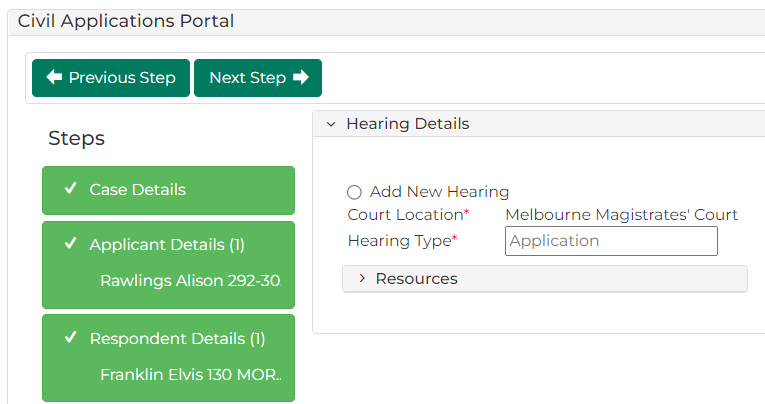 Civil Applications Portal
Previous Step Next Step
Steps
Case Details
Applicant Details (1)
Rawlings Alison 292-30
Respondent Details (1)
Franklin Elvis 130 MOR..
Hearing Details
Add New Hearing
Court Location* Melbourne Magistrates' Court
Hearing Type* Application
Resources